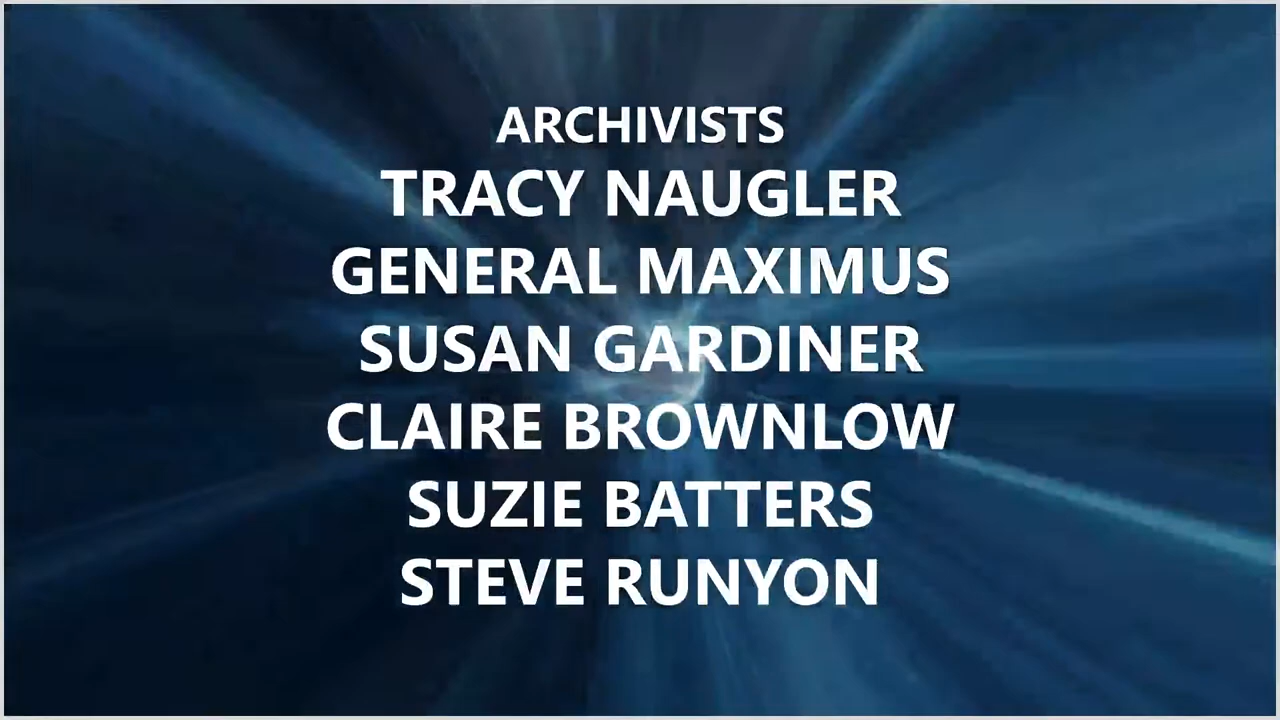 ARCHIVISTS
TRACY NAUGLER
GENERAL MAXIMUS
SUSAN GARDINER
CLAIRE BROWNLOW
SUZIE BATTERS
STEVE RUNYON